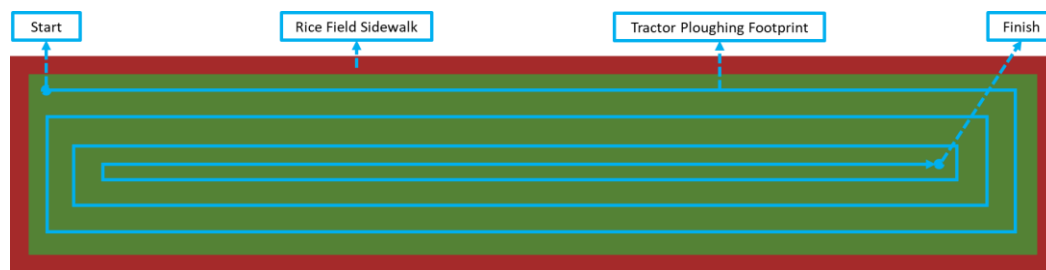 Start
Rice Field Sidewalk
Tractor Ploughing Footprint
Finish